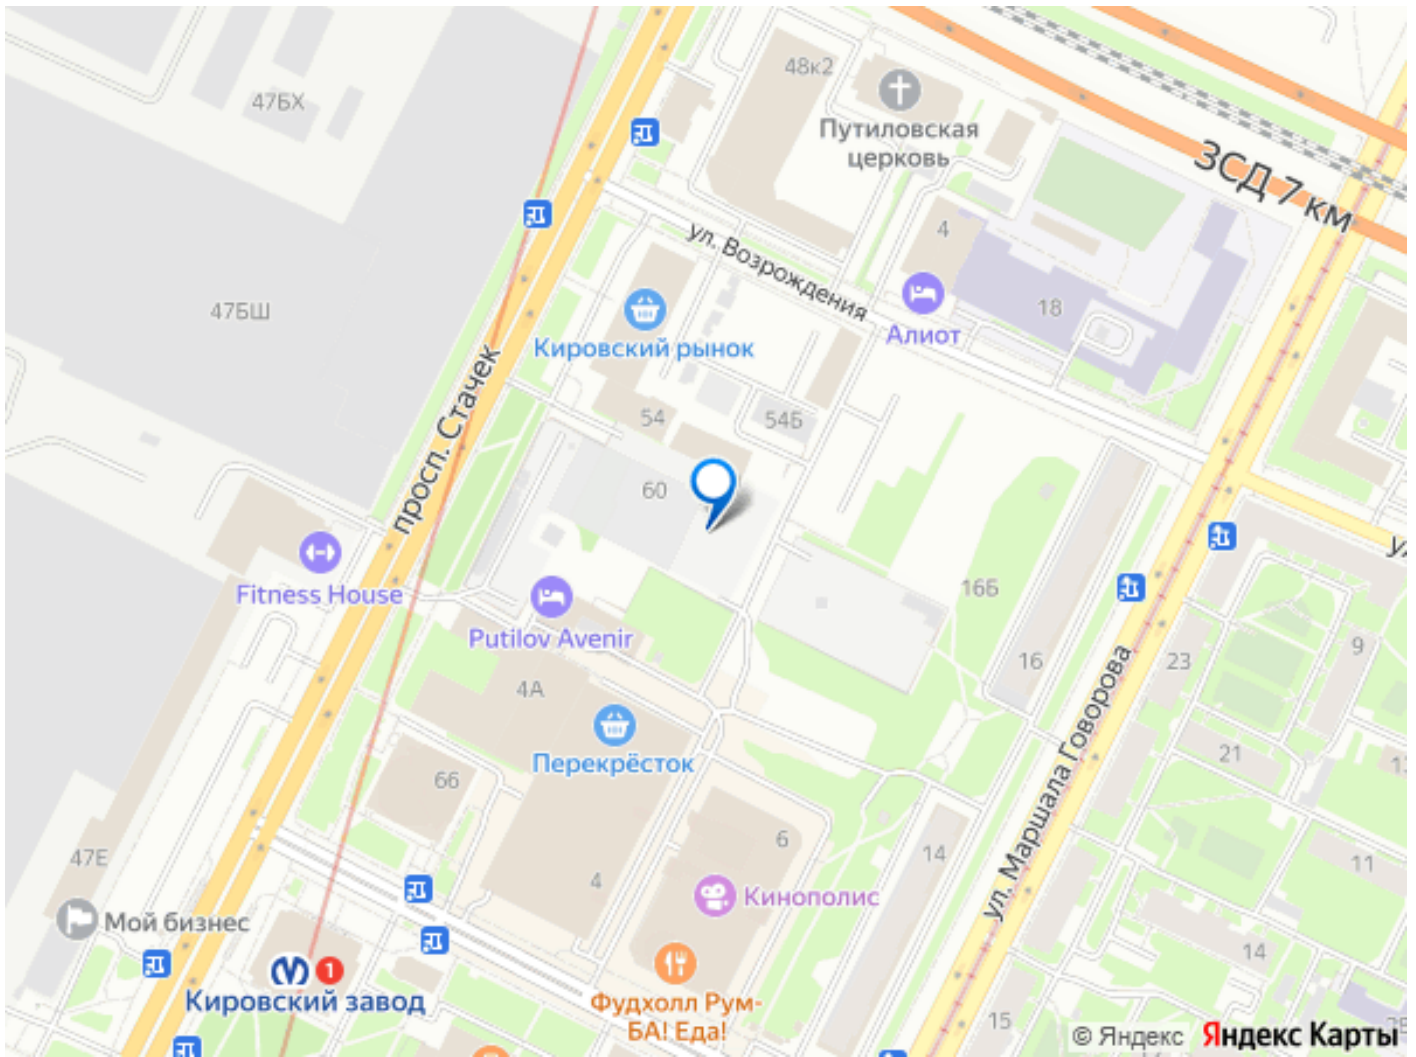 48к2
47БХ
Путиловская
церковь
ЗСД 7 км
4
ул. Возрождения
47БШ
18
Алиот
Кировский рынок
просп. Стачек
54
54Б
60
Fitness House
16Б
Putilov Avenir
9
16
23
4А
ул. Маршала Говорова
21
Перекрёсток
66
6
14
47Е
11
4
Кинополис
Мой бизнес
14
1
Кировский завод
Фудхолл Рум-
БА! Еда!
15
© Яндекс Яндекс Карты